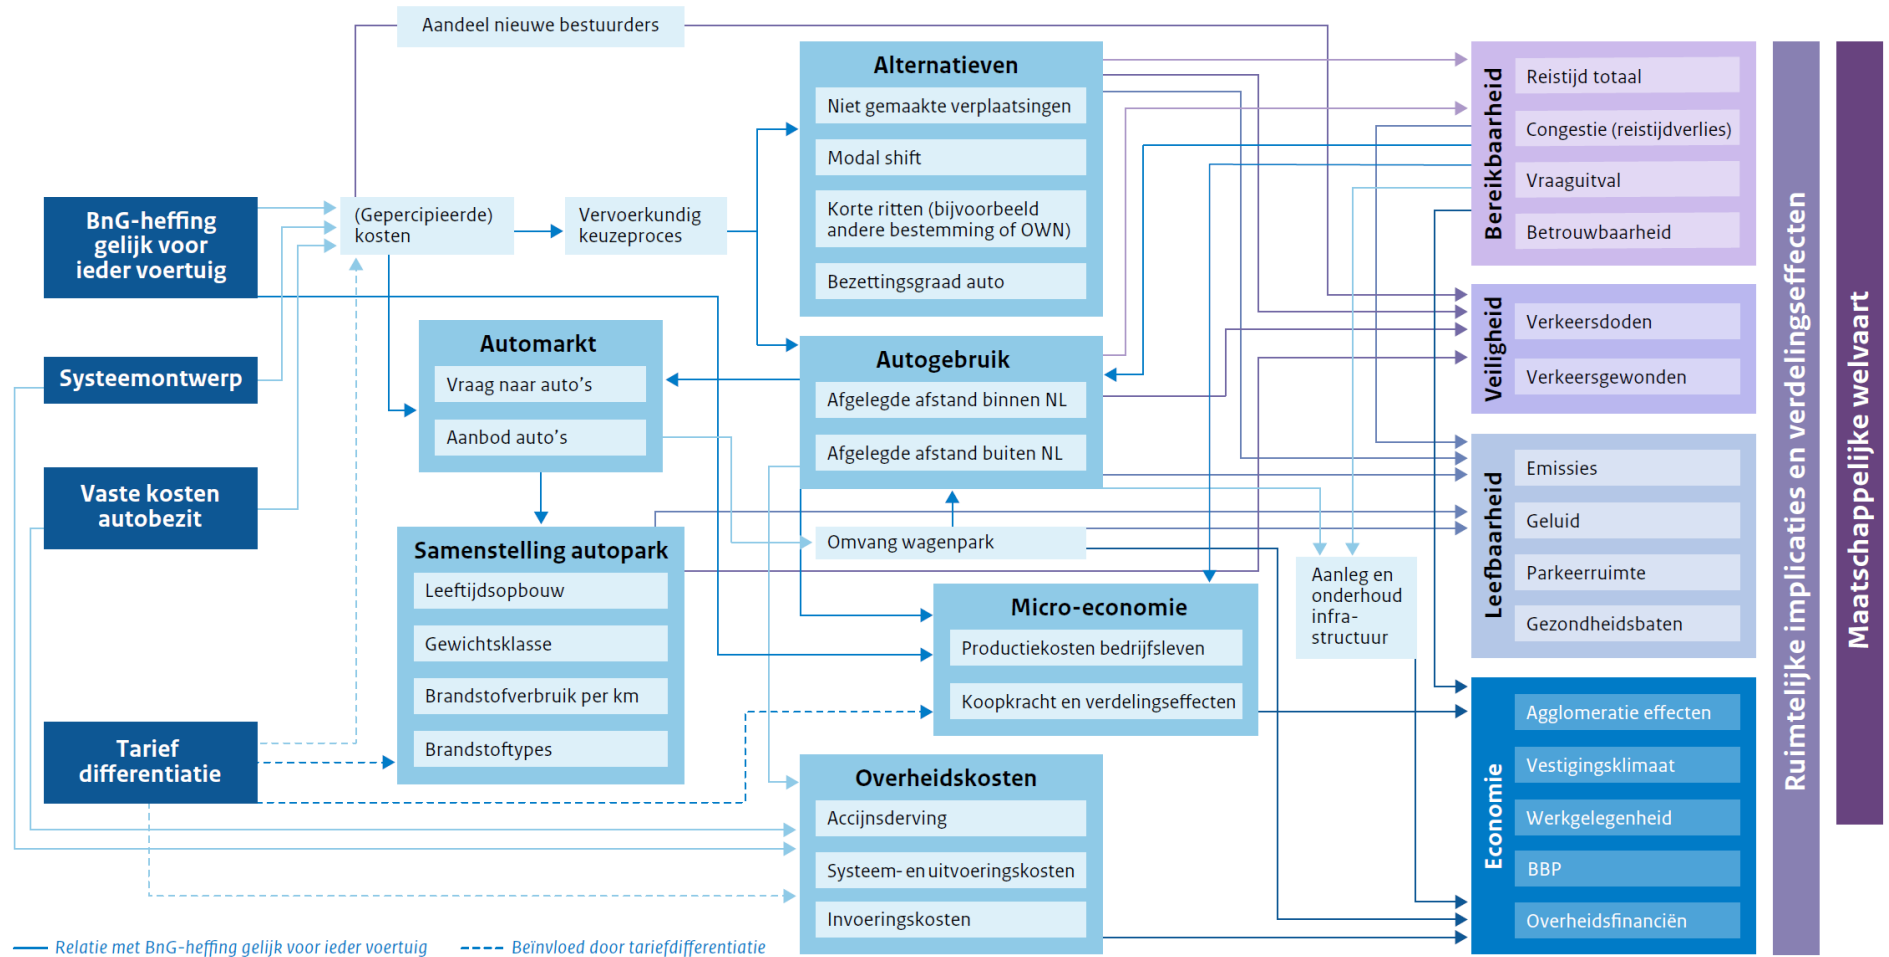 Aandeel nieuwe bestuurders
BnG-heffing
gelijk voor
ieder voertuig
Systeemontwerp
Vaste kosten
autobezit
Tarief
differentiatie
(Gepercipieerde)
kosten
Vervoerkundig
keuzeproces
Automarkt
Vraag naar auto's
Aanbod auto's
Samenstelling autopark
Leeftijdsopbouw
Gewichtsklasse
Brandstofverbruik per km
Brandstoftypes
Alternatieven
Niet gemaakte verplaatsingen
Modal shift
Korte ritten (bijvoorbeeld
andere bestemming of OWN)
Bezettingsgraad auto
Autogebruik
Afgelegde afstand binnen NL
Afgelegde afstand buiten NL
Omvang wagenpark
Micro-economie
Productiekosten bedrijfsleven
Koopkracht en verdelingseffecten
Overheidskosten
Accijnsderving
Systeem- en uitvoeringskosten
Invoeringskosten
Aanleg en
onderhoud
infra-
structuur
Bereikbaarheid
Reistijd totaal
Congestie (reistijdverlies)
Vraaguitval
Betrouwbaarheid
Veiligheid
Verkeersdoden
Verkeersgewonden
Leefbaarheid
Emissies
Geluid
Parkeerruimte
Gezondheidsbaten
Economie
Agglomeratie effecten
Vestigingsklimaat
Werkgelegenheid
BBP
Overheidsfinanciën
Ruimtelijke implicaties en verdelingseffecten
Maatschappelijke welvaart
Relatie met BnG-heffing gelijk voor ieder voertuig
Beïnvloed door tariefdifferentiatie